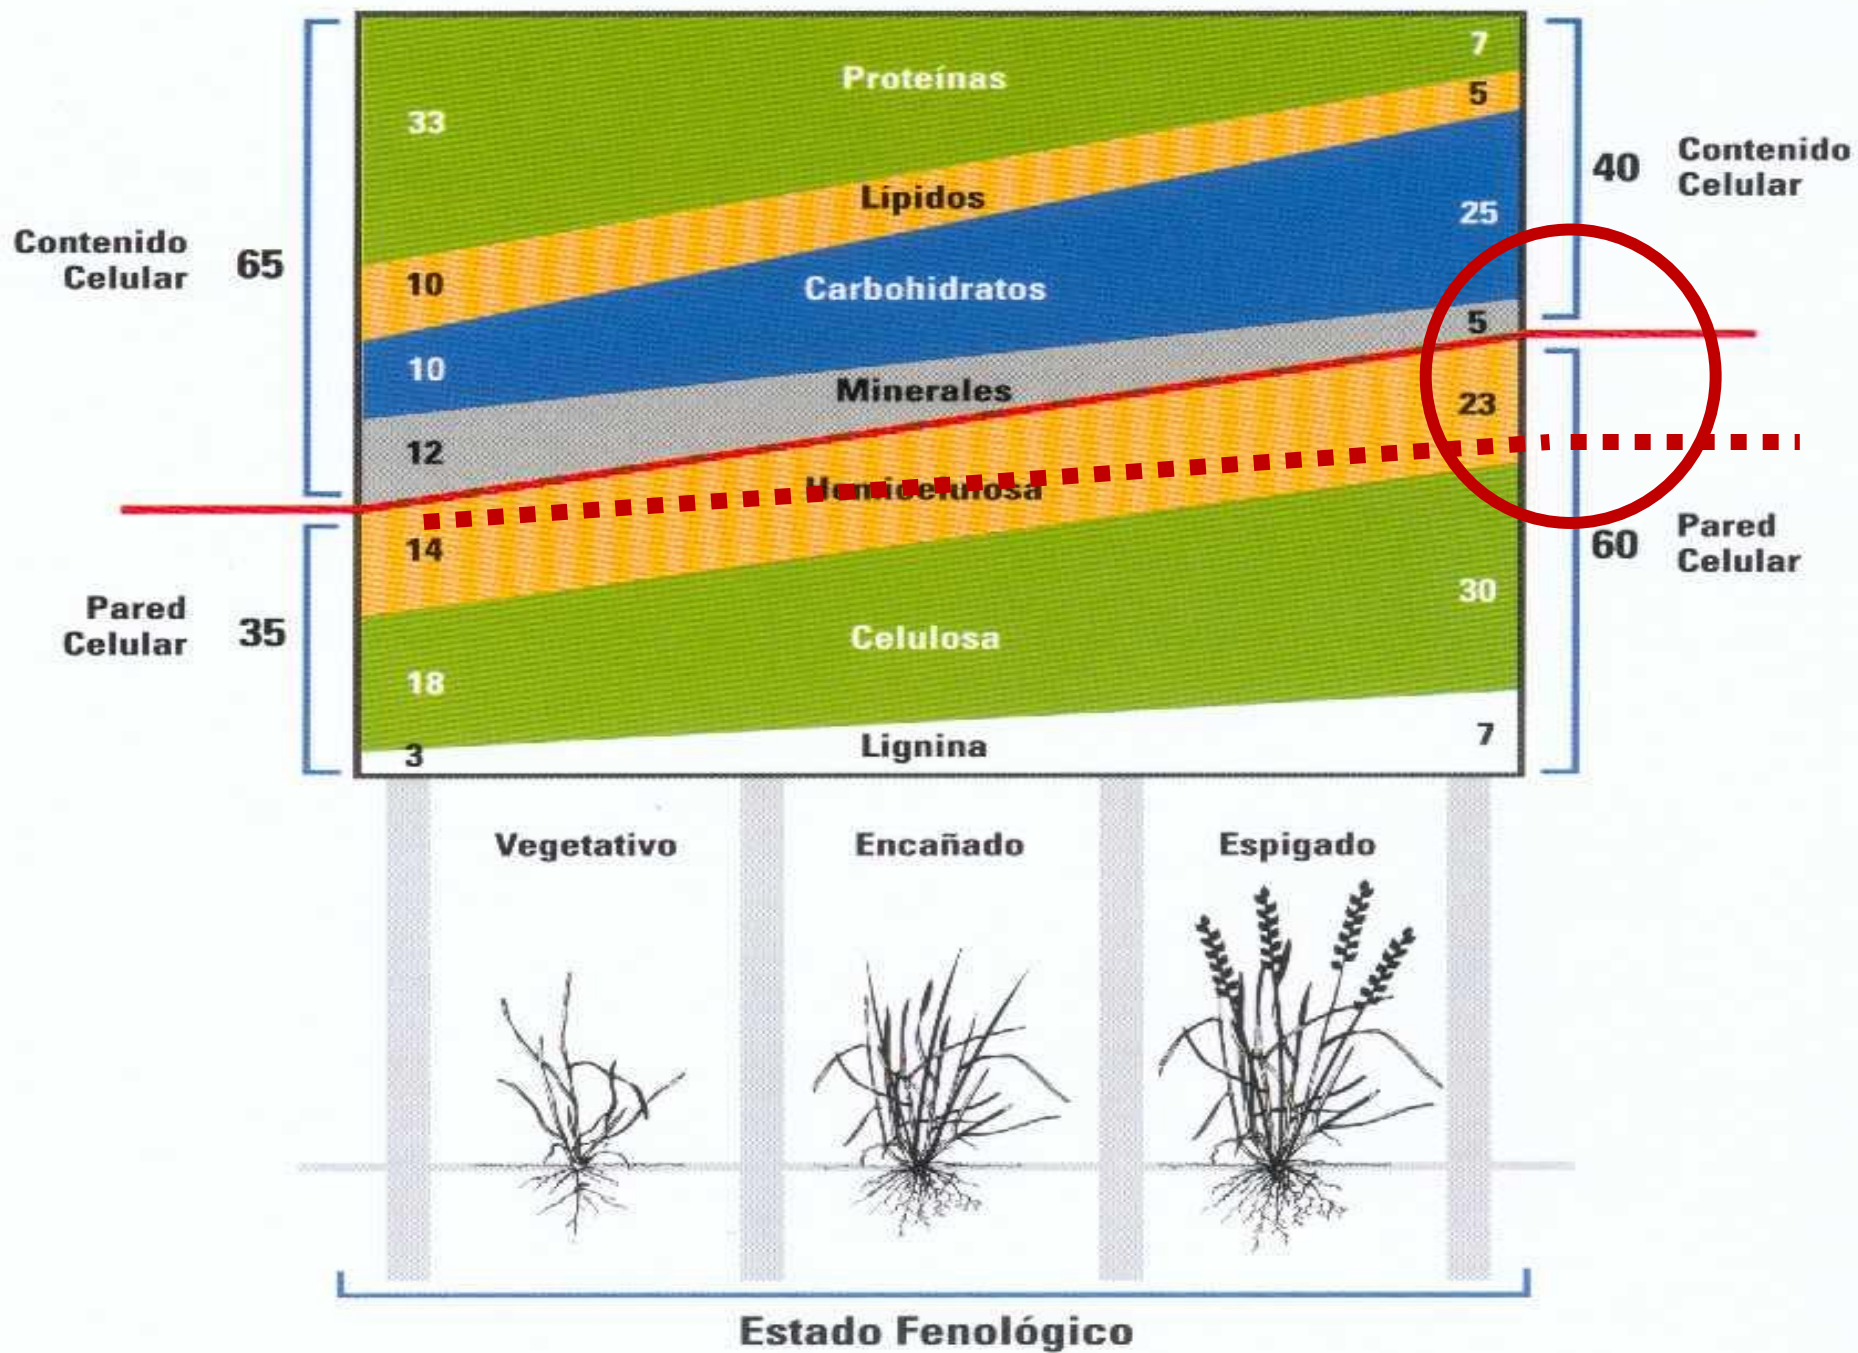 Proteínas
7
33
5
Lípidos
40
Contenido
Celular
25
Contenido
Celular
65
10
Carbohidratos
5
10
Minerales
23
12
Hemicelulosa
14
60
Pared
Celular
30
Pared
Celular
35
Celulosa
18
3
Lignina
7
Vegetativo
Encañado
Espigado
Estado Fenológico